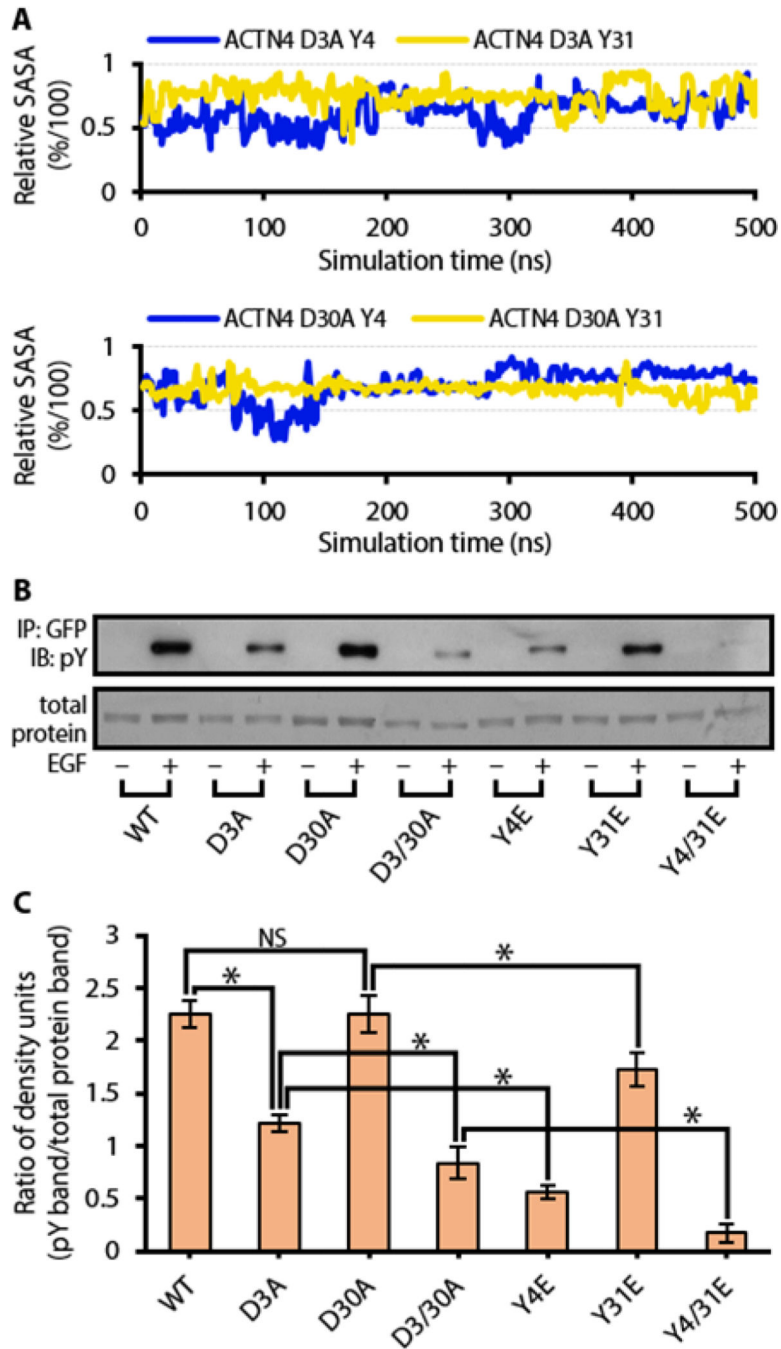 A
ACTN4 D3A Y4 ACTN4 D3A Y31
Relative SASA
(%/100)
1
0.5
0
1
0 100 200 300 400 500
Simulation time (ns)
ACTN4 D30A Y4 ACTN4 D30A Y31
Relative SASA
(%/100)
1
0.5
0
0 100 200 300 400 500
Simulation time (ns)
B
IP: GFP
IB: pY
total
protein
EGF − + − + − + − + − + − + − +
WT D3A D30A D3/30A Y4E Y31E Y4/31E
C
Ratio of density units
(pY band/total protein band)
3
2.5
2
1.5
1
0.5
0
NS
*
*
*
*
*
WT D3A D30A D3/30A Y4E Y31E Y4/31E